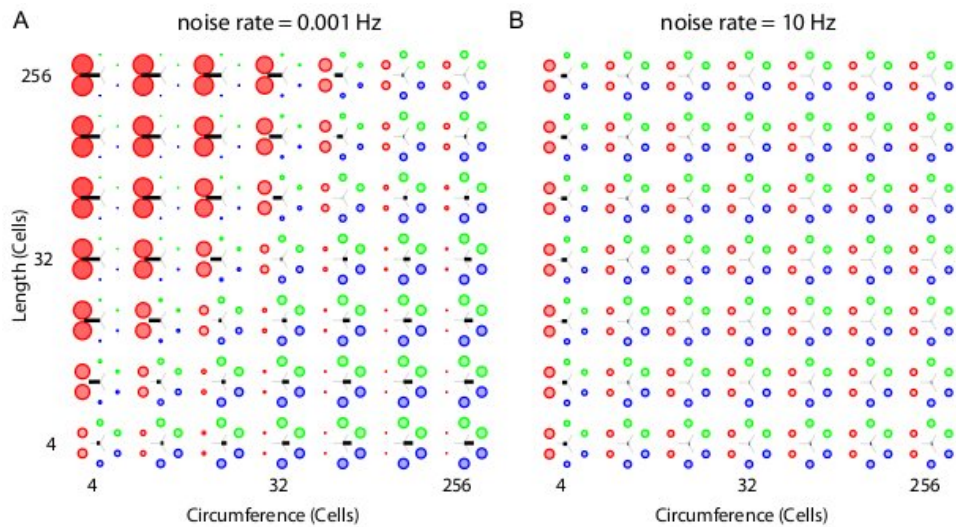 A noise rate = 0.001 Hz
Length (Cells)
256
32
4
4 32 256
Circumference (Cells)
B noise rate = 10 Hz
4 32 256
Circumference (Cells)